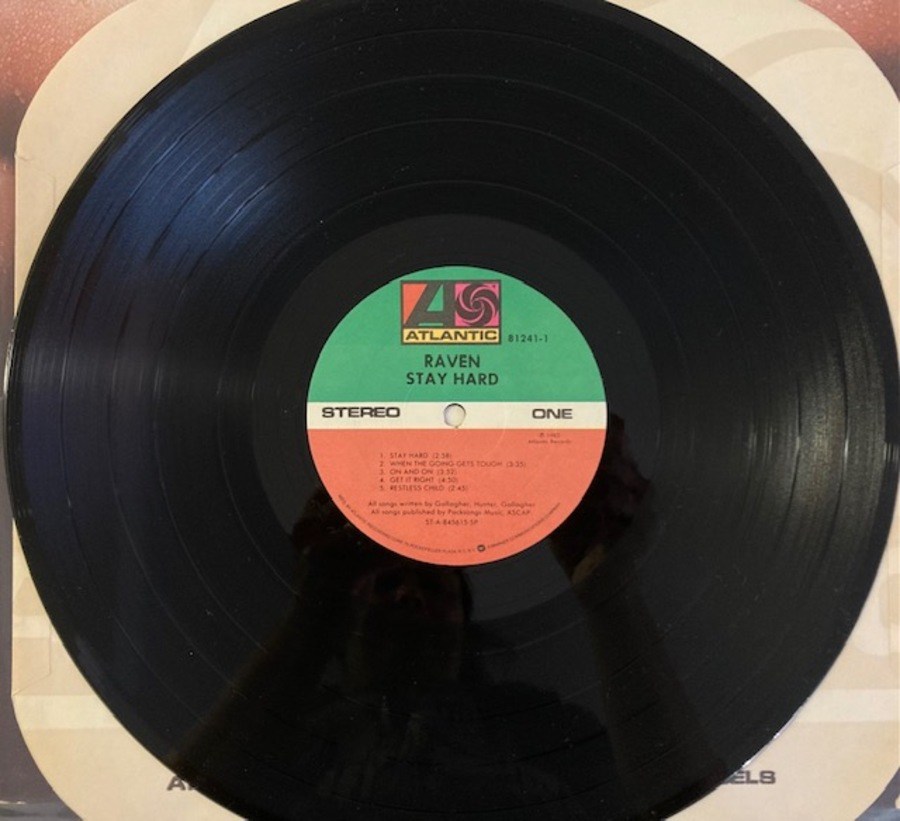 ATLANTIC
81241-1
RAVEN
STAY HARD
STEREO
ONE
1. STAY HARD (2:58)
2. WHEN THE GOING GETS TOUGH (3:35)
3. ON AND ON (3:52)
4. GET IT RIGHT (4:50)
5. RESTLESS CHILD (2:45)
All songs written by Gallagher, Hunter, Gallagher
All songs published by Packsongs Music, ASCAP
ST-A-845615-SP